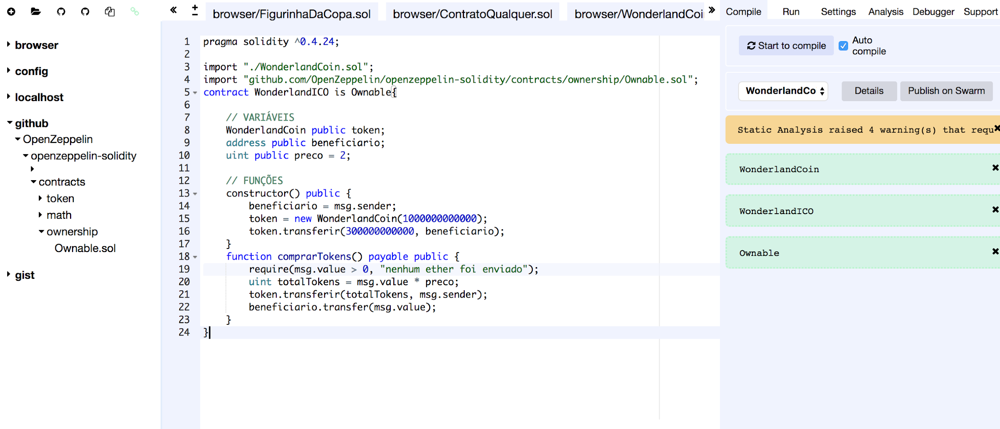 browser/FigurinhaDaCopa.sol browser/ContratoQualquer.sol browser/WonderlandCoi
Compile Run Settings Analysis Debugger Support
browser
config
localhost
github
OpenZeppelin
openzeppelin-solidity
contracts
token
math
ownership
Ownable.sol
gist
1 pragma solidity ^0.4.24;
2
3 import "./WonderlandCoin.sol";
4 import "github.com/OpenZeppelin/openzeppelin-solidity/contracts/ownership/Ownable.sol";
5 contract WonderlandICO is Ownable{
6
7 // VARIÁVEIS
8 WonderlandCoin public token;
9 address public beneficiario;
10 uint public preco = 2;
11
12 // FUNÇÕES
13 constructor() public {
14 beneficiario = msg.sender;
15 token = new WonderlandCoin(1000000000000);
16 token.transferir(300000000000, beneficiario);
17 }
18 function comprarTokens() payable public {
19 require(msg.value > 0, "nenhum ether foi enviado");
20 uint totalTokens = msg.value * preco;
21 token.transferir(totalTokens, msg.sender);
22 beneficiario.transfer(msg.value);
23 }
24 }
Start to compile
Auto
compile
WonderlandCo Details Publish on Swarm
Static Analysis raised 4 warning(s) that requ
WonderlandCoin
WonderlandICO
Ownable